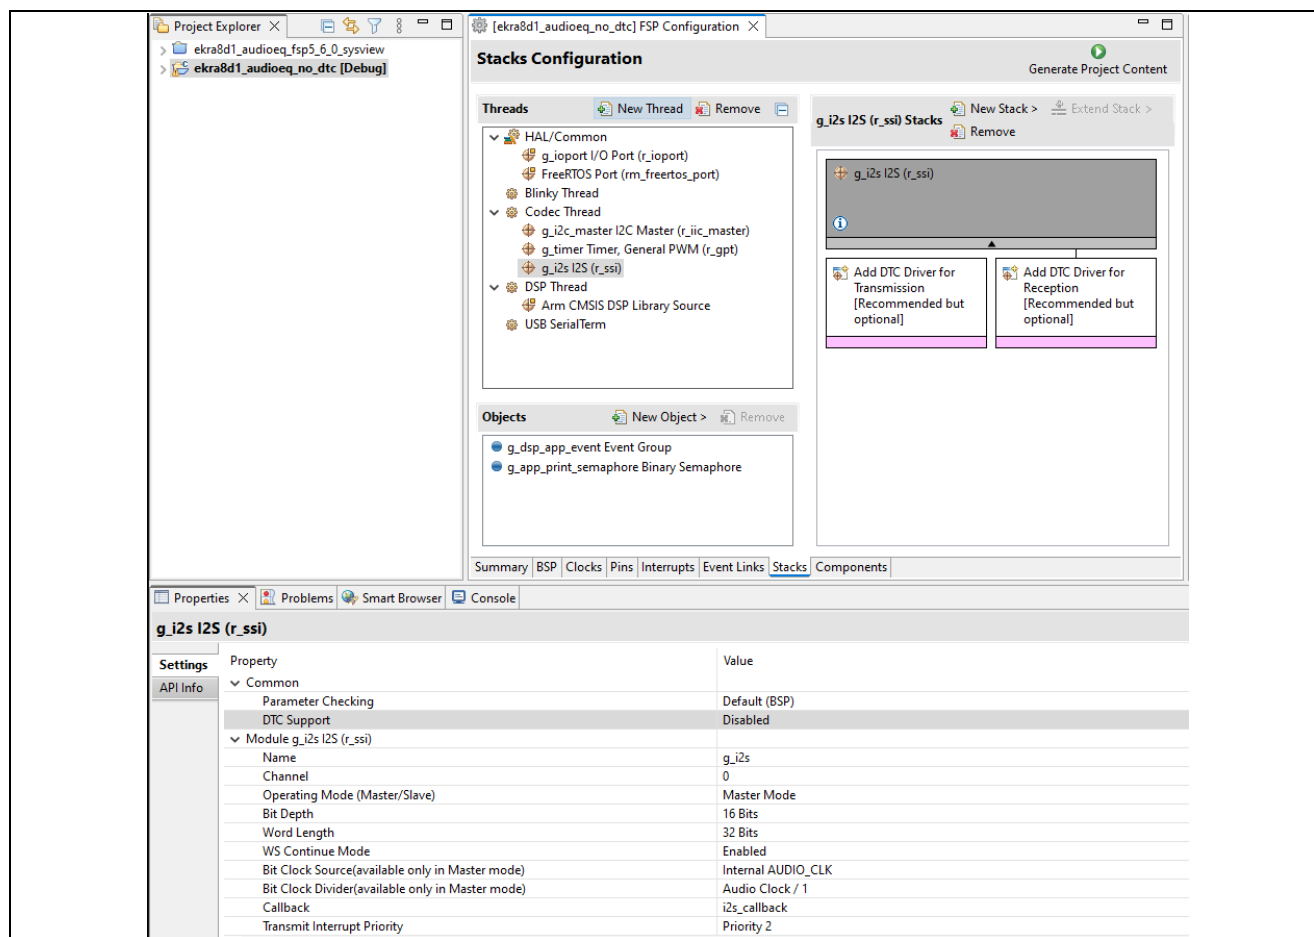 Project Explorer
ekra8d1_audioeq_fsp5_6_0_sysview
ekra8d1_audioeq_no_dtc [Debug]
[ekra8d1_audioeq_no_dtc] FSP Configuration
Stacks Configuration
Generate Project Content
Threads
New Thread
Remove
HAL/Common
g_ioport I/O Port (r_ioport)
FreeRTOS Port (rm_freertos_port)
Blinky Thread
Codec Thread
g_i2c_master I2C Master (r_iic_master)
g_timer Timer, General PWM (r_gpt)
g_i2s I2S (r_ssi)
DSP Thread
Arm CMSIS DSP Library Source
USB SerialTerm
Objects
New Object >
Remove
g_dsp_app_event Event Group
g_app_print_semaphore Binary Semaphore
g_i2s I2S (r_ssi) Stacks
New Stack >
Extend Stack >
Remove
g_i2s I2S (r_ssi)
Add DTC Driver for
Transmission
[Recommended but
optional]
Add DTC Driver for
Reception
[Recommended but
optional]
Summary BSP Clocks Pins Interrupts Event Links Stacks Components
Properties Problems Smart Browser Console
g_i2s I2S (r_ssi)
Settings
API Info
Property Value
Common
Parameter Checking Default (BSP)
DTC Support Disabled
Module g_i2s I2S (r_ssi)
Name g_i2s
Channel 0
Operating Mode (Master/Slave) Master Mode
Bit Depth 16 Bits
Word Length 32 Bits
WS Continue Mode Enabled
Bit Clock Source(available only in Master mode) Internal AUDIO_CLK
Bit Clock Divider(available only in Master mode) Audio Clock / 1
Callback i2s_callback
Transmit Interrupt Priority Priority 2